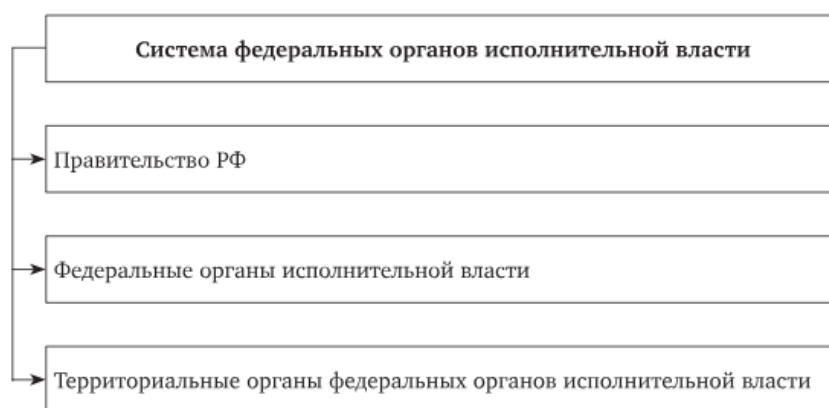 Система федеральных органов исполнительной власти
Правительство РФ
Федеральные органы исполнительной власти
Территориальные органы федеральных органов исполнительной власти